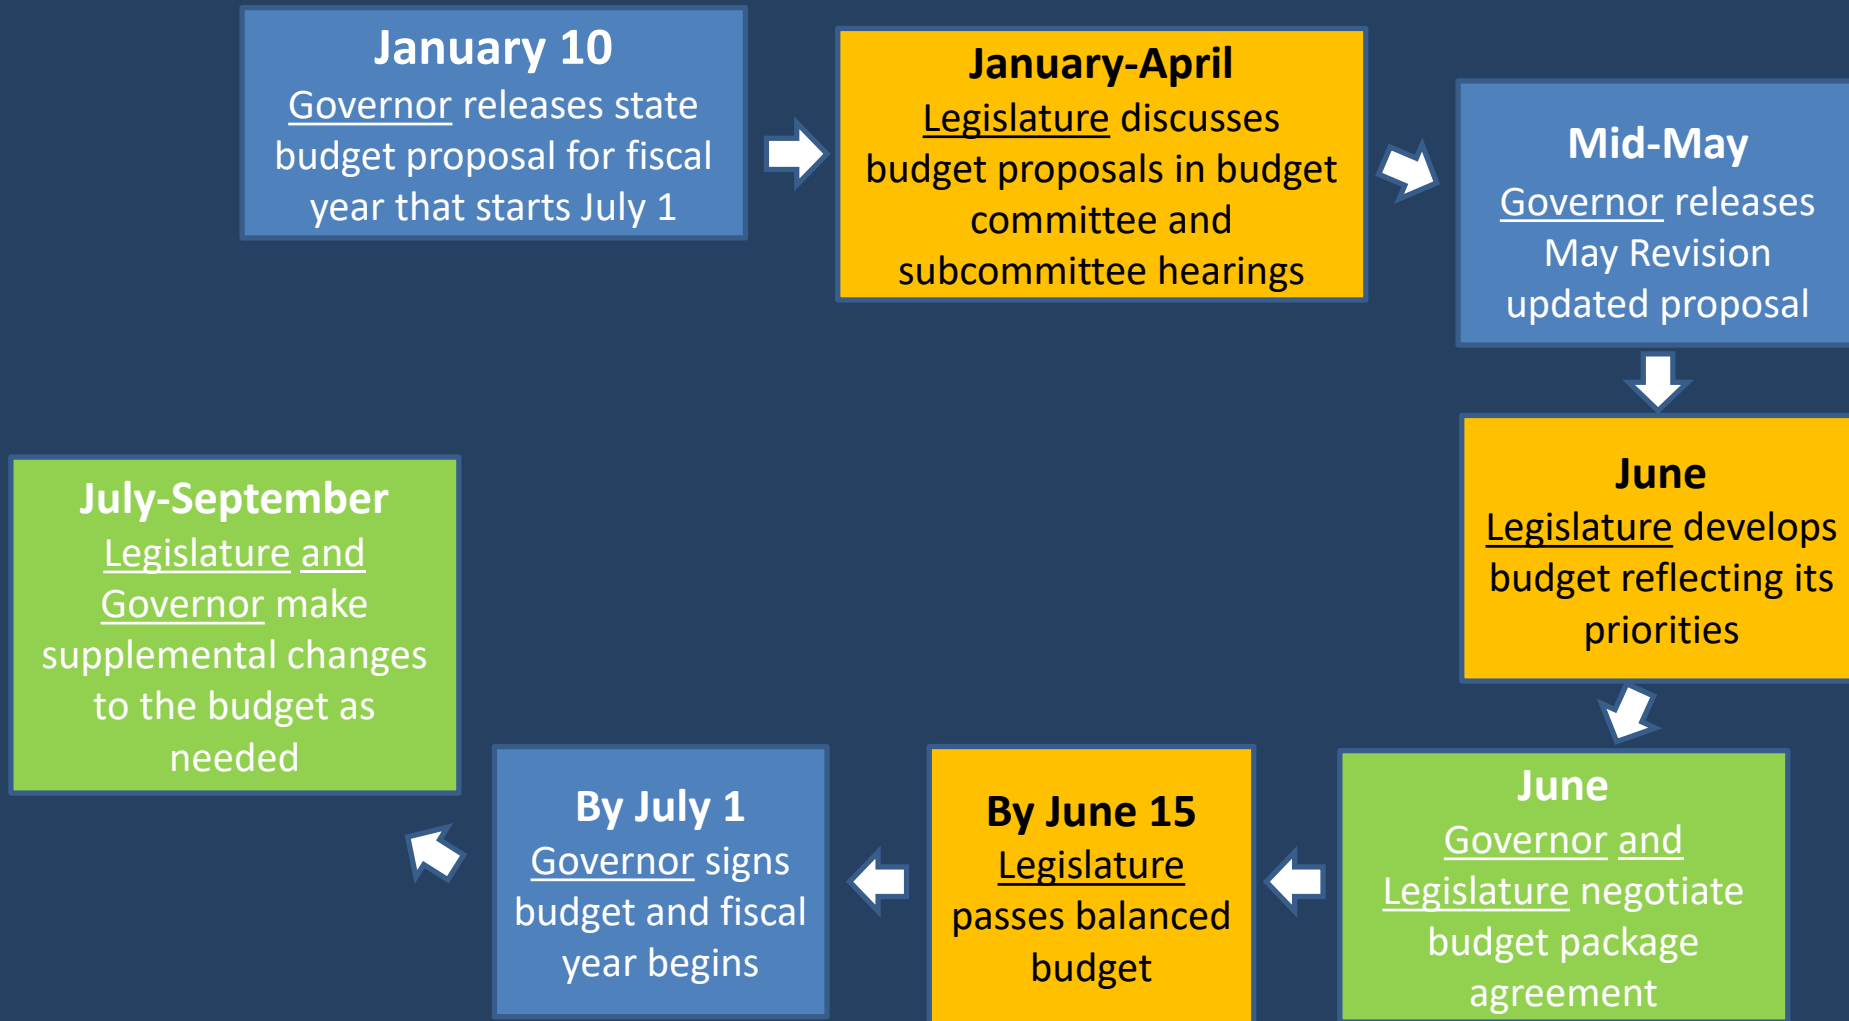 January 10
Governor releases state
budget proposal for fiscal
year that starts July 1
January-April
Legislature discusses
budget proposals in budget
committee and
subcommittee hearings
Mid-May
Governor releases
May Revision
updated proposal
June
Legislature develops
budget reflecting its
priorities
June
Governor and
Legislature negotiate
budget package
agreement
By June 15
Legislature
passes balanced
budget
By July 1
Governor signs
budget and fiscal
year begins
July-September
Legislature and
Governor make
supplemental changes
to the budget as
needed